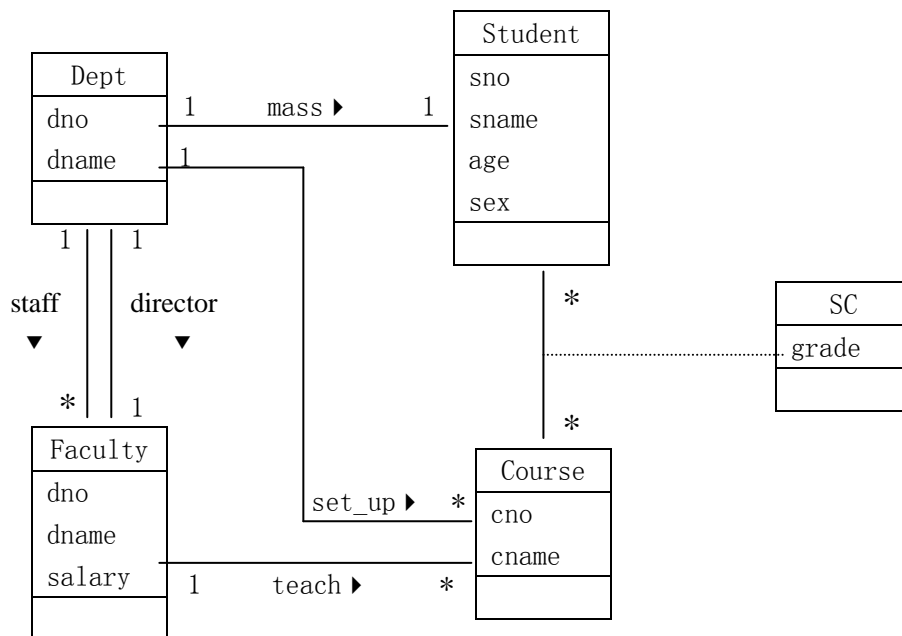 Student
sno
sname
age
sex
Dept
dno
dname
1 mass ▶ 1
1
1 1
staff director
▼ ▼
* 1
*
SC
grade
*
Faculty
dno
dname
salary
set_up ▶ *
Course
cno
cname
1 teach ▶ *